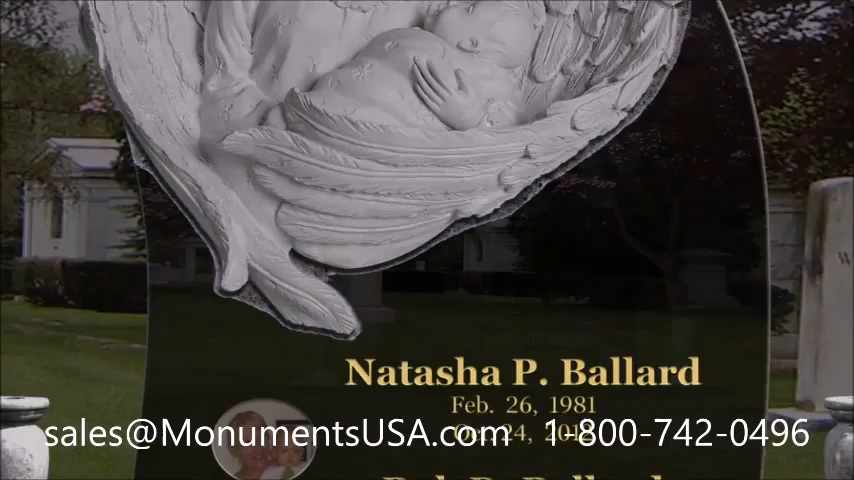 Natasha P. Ballard
Feb. 26, 1981
sales@MonumentsUSA.com 1-800-742-0496